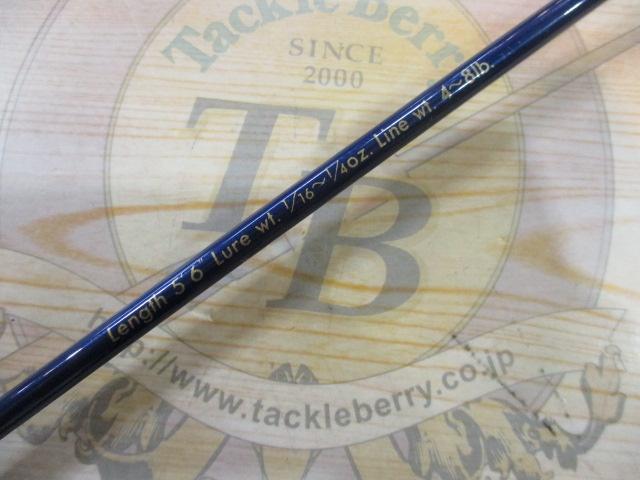 Tackle Berry
SINCE
2000
TB
Length 5'6" Lure wt. 1/16~1/4oz. Line wt. 4~8lb.
http://www.tackleberry.co.jp